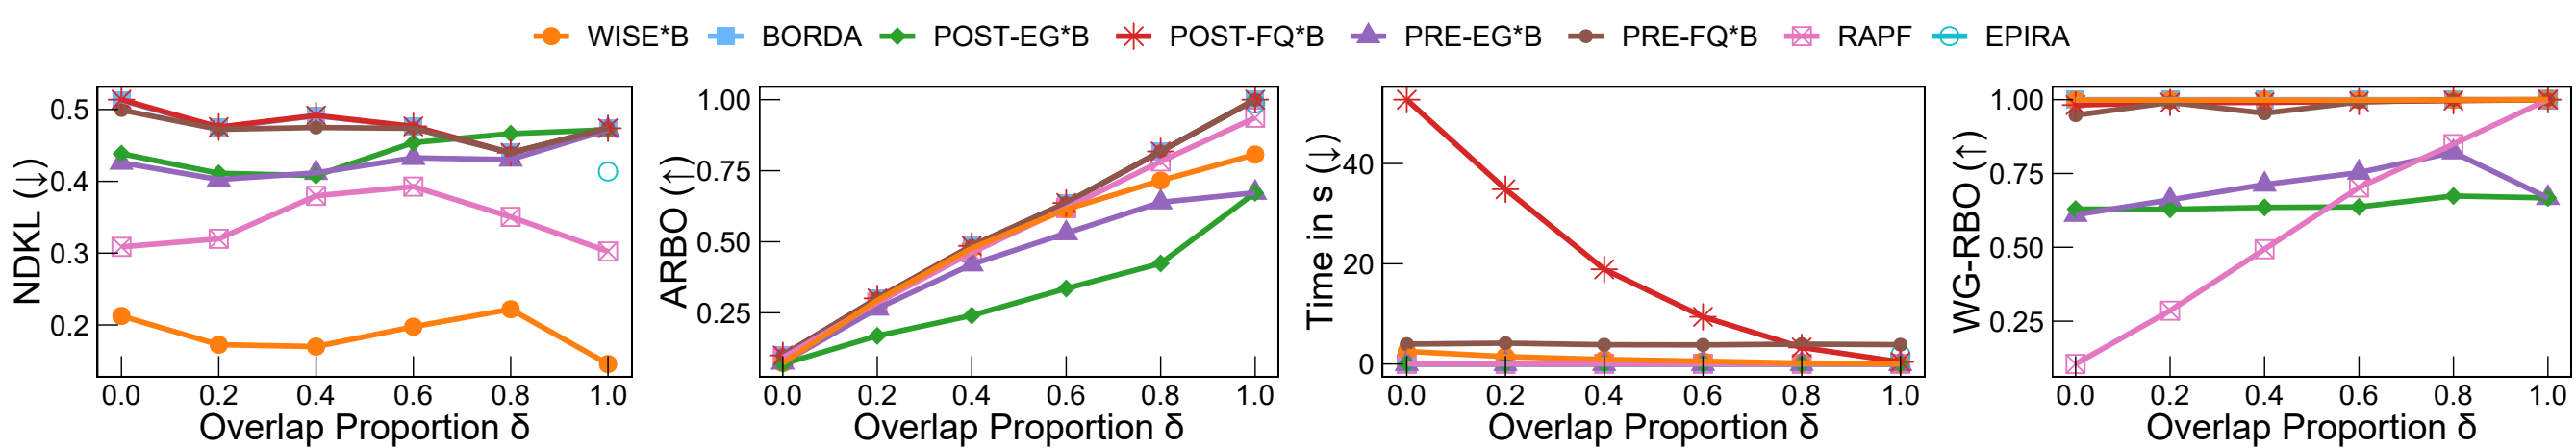 WISE*B BORDA POST-EG*B POST-FQ*B PRE-EG*B PRE-FQ*B RAPF EPIRA
NDKL (↓)
0.5
0.4
0.3
0.2
0.0 0.2 0.4 0.6 0.8 1.0
Overlap Proportion δ
ARBO (↑)
1.00
0.75
0.50
0.25
0.0 0.2 0.4 0.6 0.8 1.0
Overlap Proportion δ
Time in s (↓)
40
20
0
0.0 0.2 0.4 0.6 0.8 1.0
Overlap Proportion δ
WG-RBO (↑)
1.00
0.75
0.50
0.25
0.0 0.2 0.4 0.6 0.8 1.0
Overlap Proportion δ